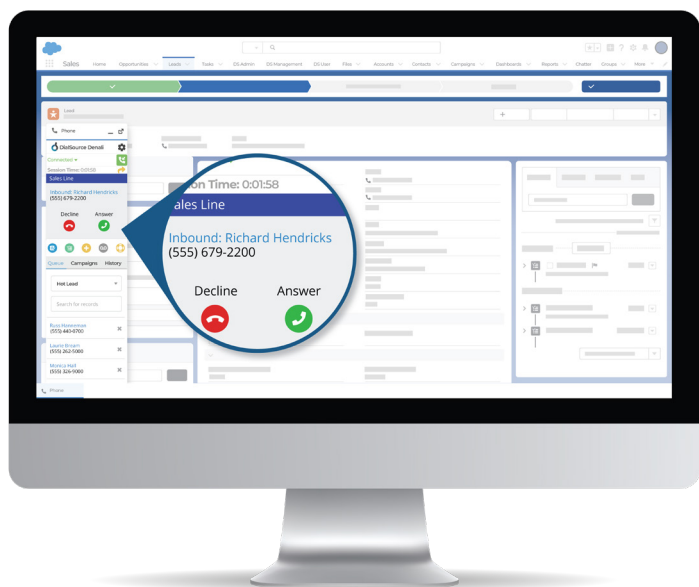 Sales Home Opportunities Leads Tasks DS Admin DS Management DS User Files Accounts Contacts Campaigns Dashboards Reports Chatter Groups More
Lead
Phone
DialSource Denali
Connected
Session Time: 0:01:58
Sales Line
Inbound: Richard Hendricks
(555) 679-2200
Decline Answer
Queue Campaigns History
Hot Lead
Search for records
Russ Hanneman
(555) 440-0700
Laurie Bream
(555) 262-5000
Monica Hall
(555) 326-5000
Phone
on Time: 0:01:58
ales Line
Inbound: Richard Hendricks
(555) 679-2200
Decline Answer